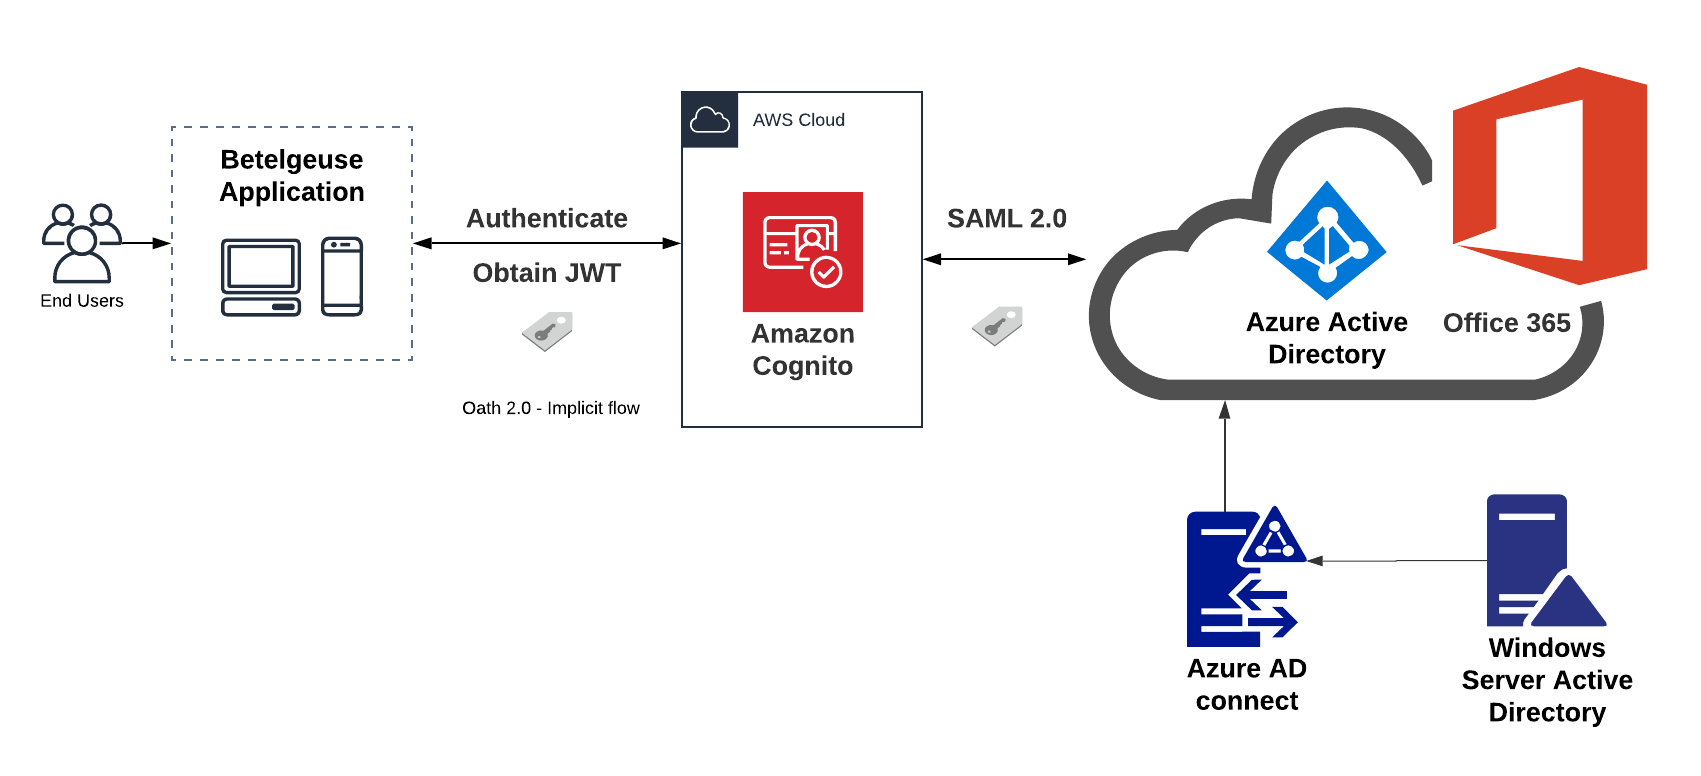 Betelgeuse
Application
End Users
Authenticate
Obtain JWT
Oath 2.0 - Implicit flow
AWS Cloud
Amazon
Cognito
SAML 2.0
Azure Active
Directory
Office 365
Azure AD
connect
Windows
Server Active
Directory